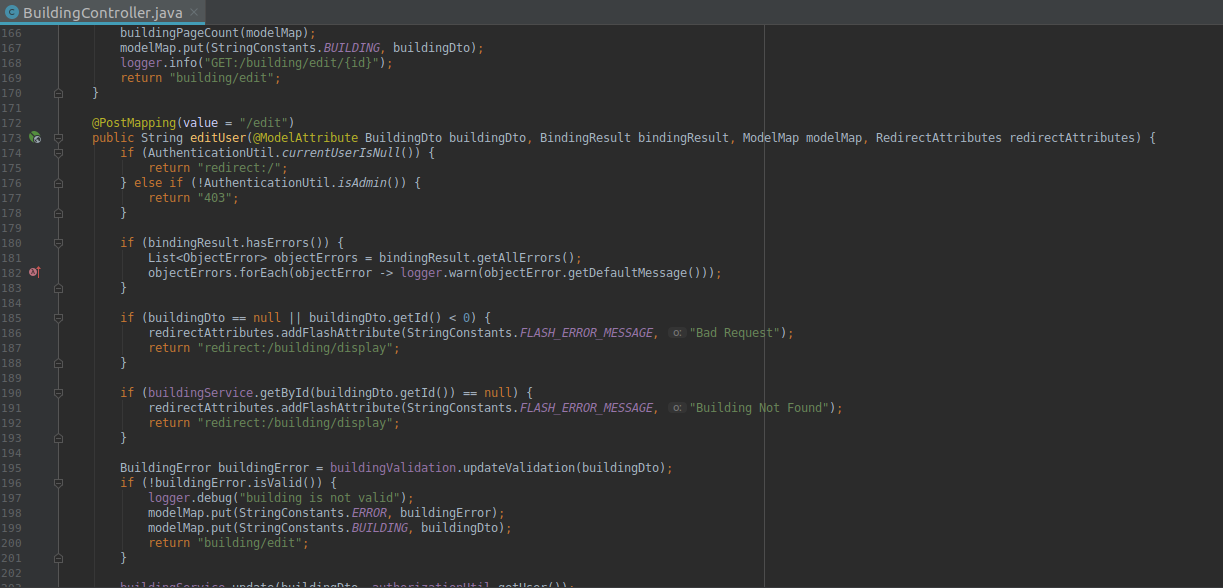 BuildingController.java
166 buildingPageCount(modelMap);
167 modelMap.put(StringConstants.BUILDING, buildingDto);
168 logger.info("GET:/building/edit/{id}");
169 return "building/edit";
170 }
171
172 @PostMapping(value = "/edit")
173 public String editUser(@ModelAttribute BuildingDto buildingDto, BindingResult bindingResult, ModelMap modelMap, RedirectAttributes redirectAttributes) {
174 if (AuthenticationUtil.currentUserIsNull()) {
175 return "redirect:/";
176 } else if (!AuthenticationUtil.isAdmin()) {
177 return "403";
178 }
179
180 if (bindingResult.hasErrors()) {
181 List<ObjectError> objectErrors = bindingResult.getAllErrors();
182 objectErrors.forEach(objectError -> logger.warn(objectError.getDefaultMessage()));
183 }
184
185 if (buildingDto == null || buildingDto.getId() < 0) {
186 redirectAttributes.addFlashAttribute(StringConstants.FLASH_ERROR_MESSAGE, o: "Bad Request");
187 return "redirect:/building/display";
188 }
189
190 if (buildingService.getById(buildingDto.getId()) == null) {
191 redirectAttributes.addFlashAttribute(StringConstants.FLASH_ERROR_MESSAGE, o: "Building Not Found");
192 return "redirect:/building/display";
193 }
194
195 BuildingError buildingError = buildingValidation.updateValidation(buildingDto);
196 if (!buildingError.isValid()) {
197 logger.debug("building is not valid");
198 modelMap.put(StringConstants.ERROR, buildingError);
199 modelMap.put(StringConstants.BUILDING, buildingDto);
200 return "building/edit";
201 }
202
203 buildingService.update(buildingDto, authorizationUtil.getUser());